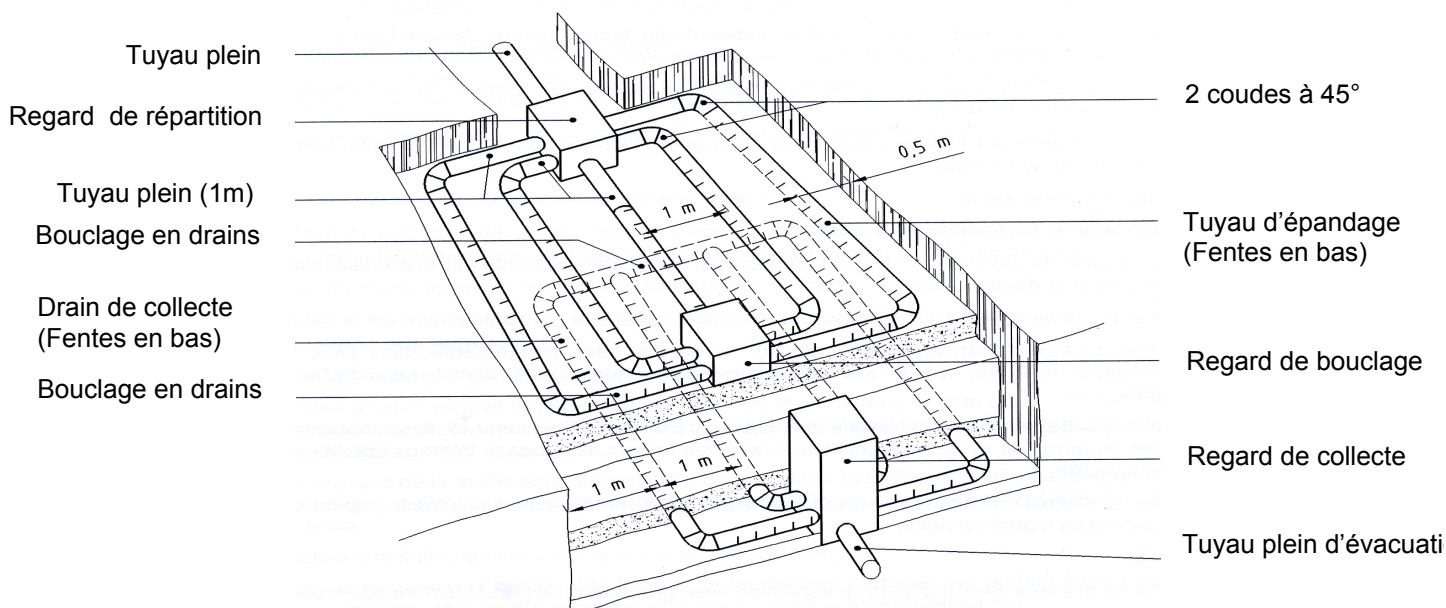 Tuyau plein
Regard de répartition
Tuyau plein (1m)
Bouclage en drains
Drain de collecte
(Fentes en bas)
Bouclage en drains
2 coudes à 45°
0,5 m
1 m
Tuyau d'épandage
(Fentes en bas)
Regard de bouclage
1 m
1 m
Regard de collecte
Tuyau plein d'évacuati